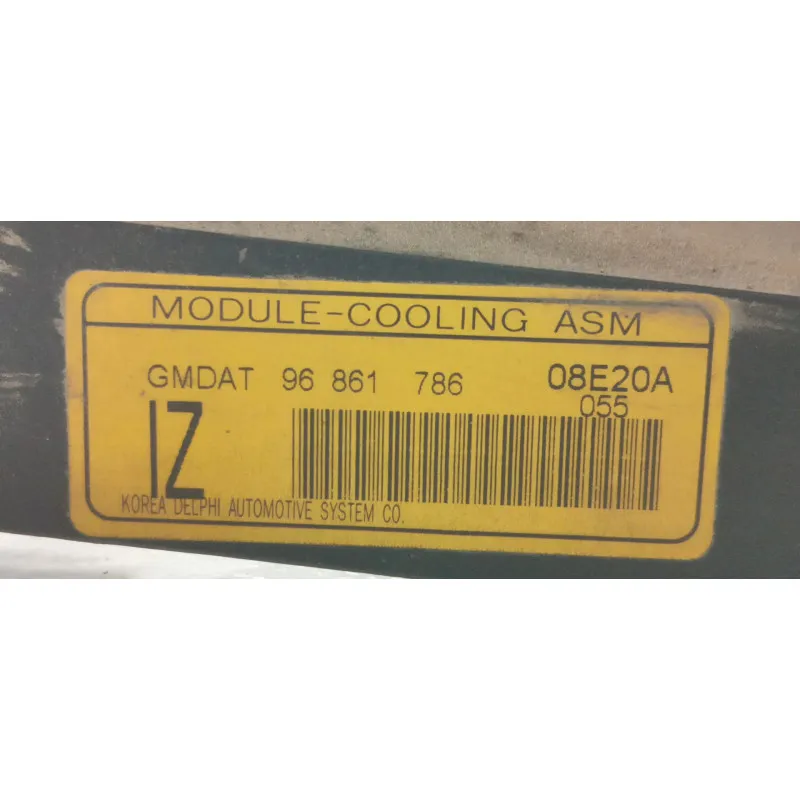 MODULE-COOLING ASM
GMDAT 96 861 786 08E20A
055
IZ
KOREA DELPHI AUTOMOTIVE SYSTEM CO.